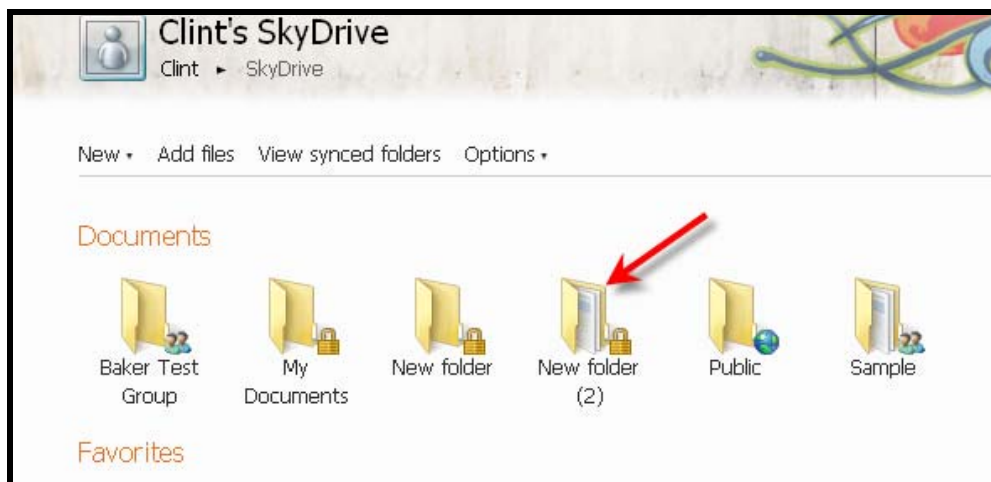 Clint's SkyDrive
Clint ► SkyDrive
New ▾ Add files View synced folders Options ▾
Documents
Baker Test
Group
My
Documents
New folder
New folder
(2)
Public
Sample
Favorites